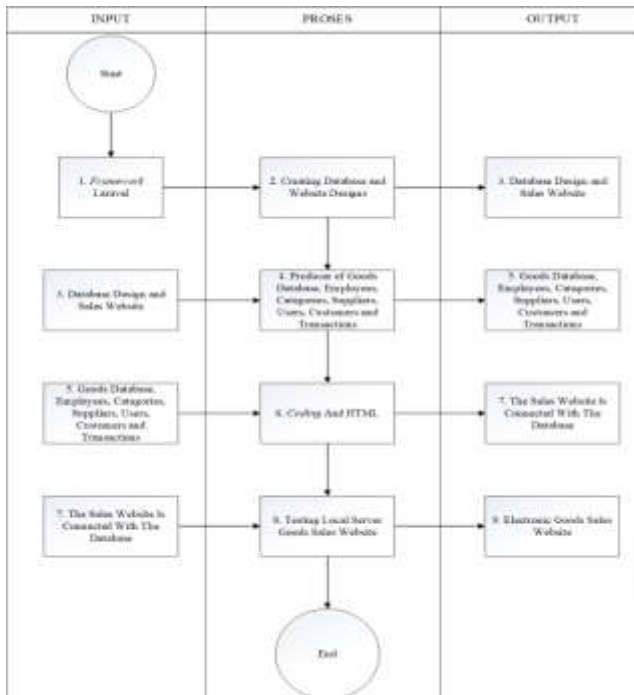 INPUT
PROSES
OUTPUT
Start
1. Framework
Laravel
2. Creating Database and
Website Designs
3. Database Design and
Sales Website
3. Database Design and
Sales Website
4. Producer of Goods
Database, Employees,
Categories, Suppliers,
Users, Customers and
Transactions
5. Goods Database,
Employees, Categories,
Suppliers, Users,
Customers and
Transactions
5. Goods Database,
Employees, Categories,
Suppliers, Users,
Customers and
Transactions
6. Coding And HTML
7. The Sales Website Is
Connected With The
Database
7. The Sales Website Is
Connected With The
Database
8. Testing Local Server
Goods Sales Website
9. Electronic Goods Sales
Website
End